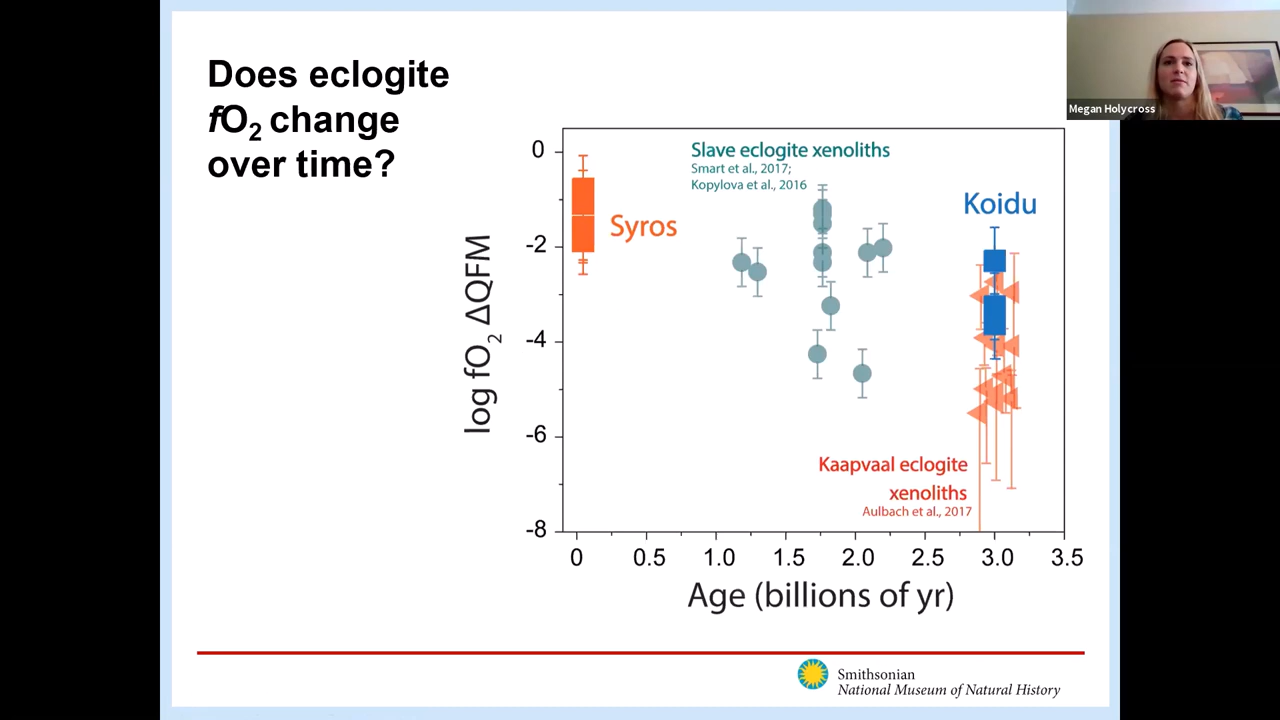 Does eclogite
fO2 change
over time?
Megan Holycross
Slave eclogite xenoliths
Smart et al., 2017;
Kopylova et al., 2016
Koidu
Syros
Kaapvaal eclogite
xenoliths
Aulbach et al., 2017
log fO2 ΔQFM
0
-2
-4
-6
-8
0 0.5 1.0 1.5 2.0 2.5 3.0 3.5
Age (billions of yr)
Smithsonian
National Museum of Natural History